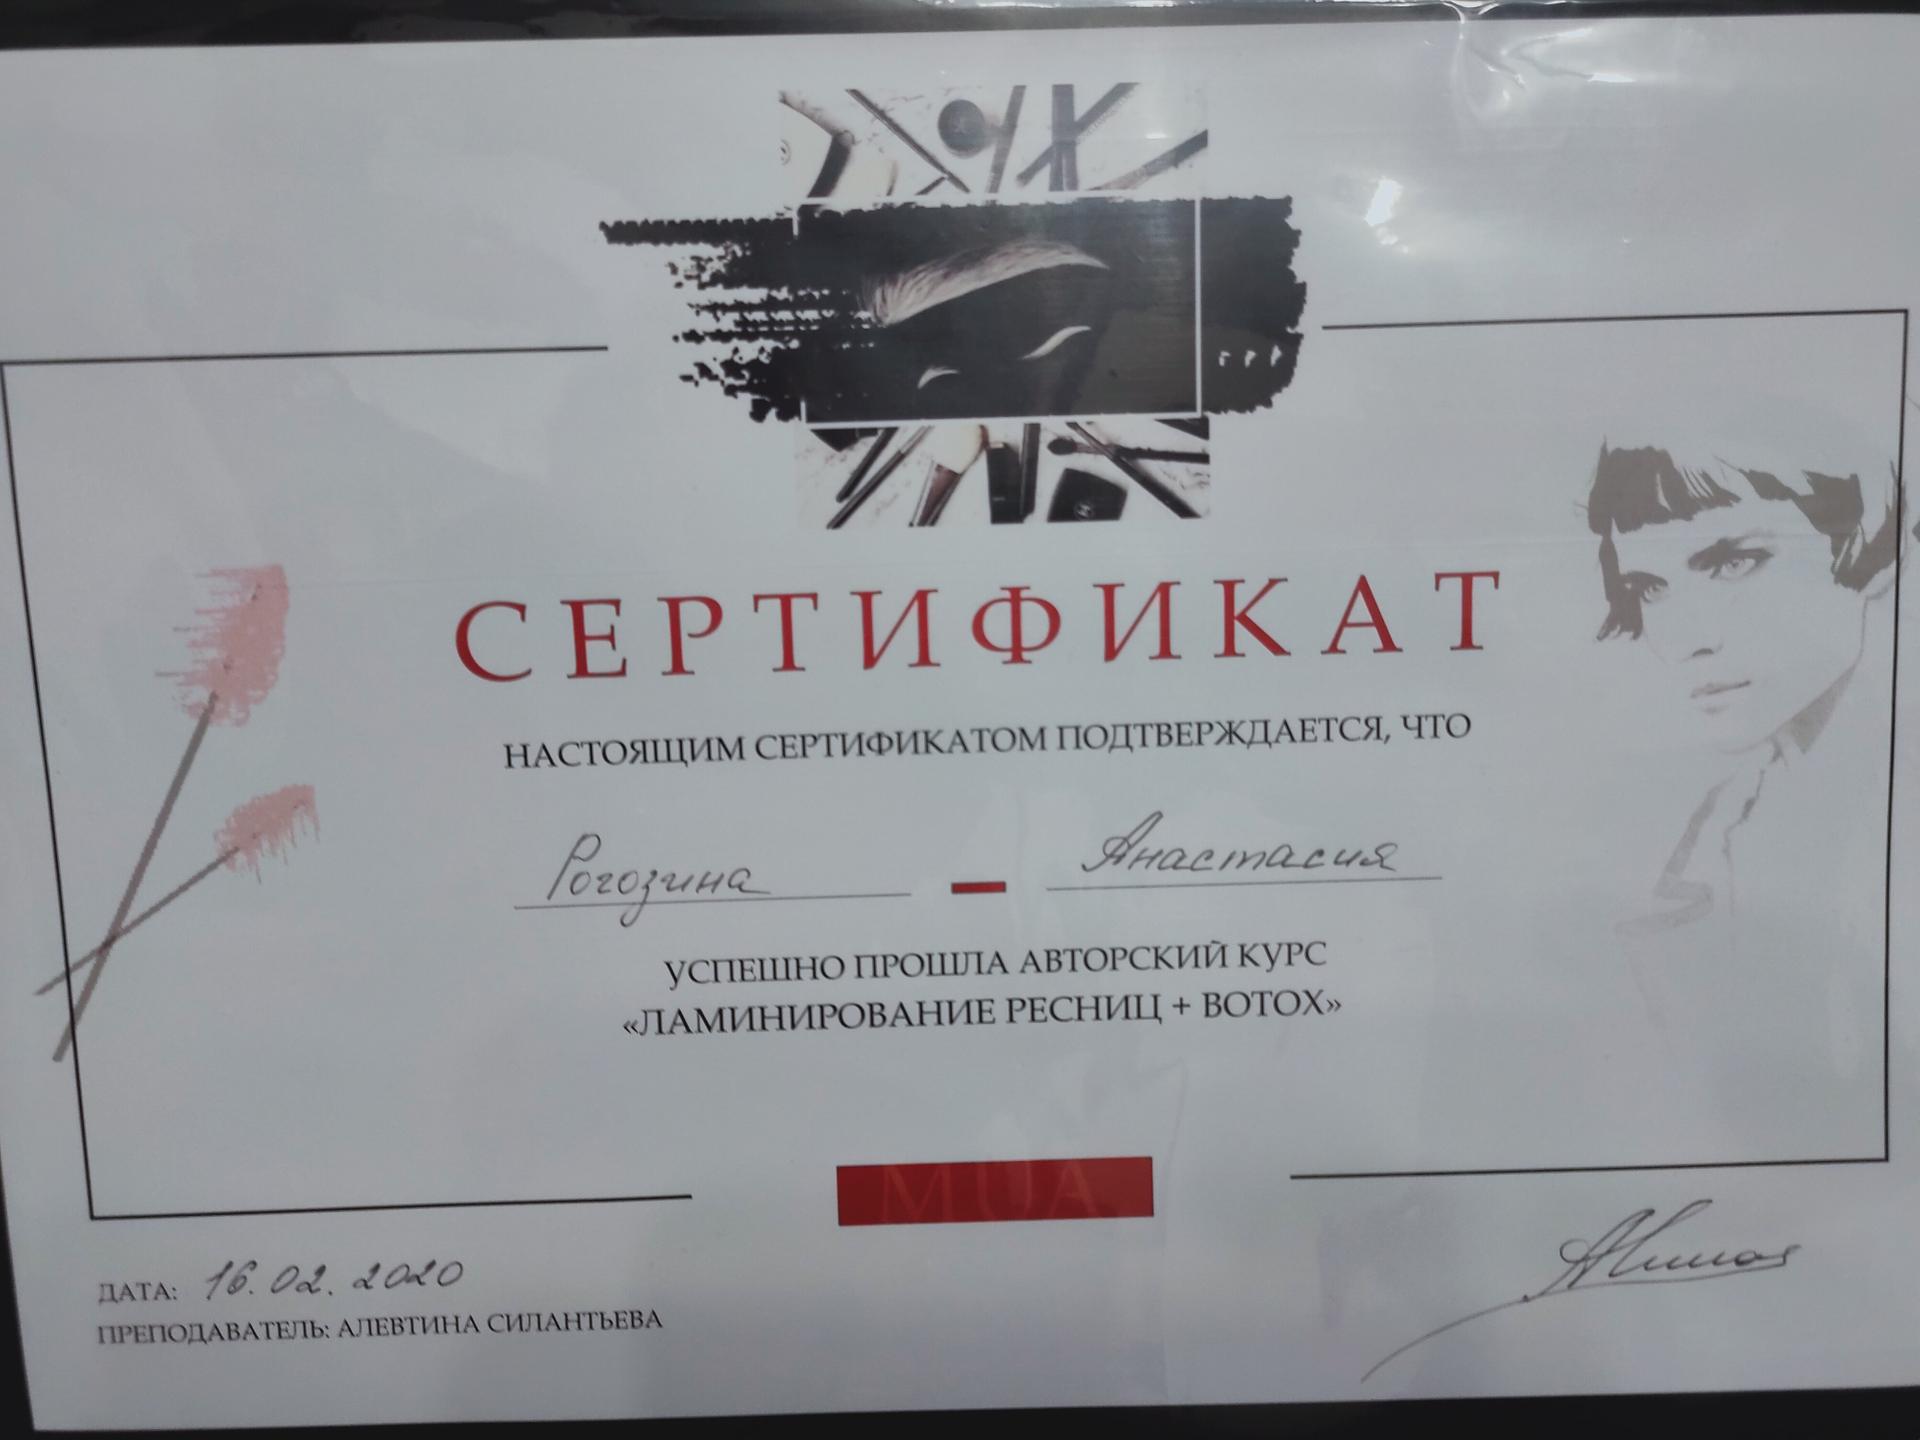 СЕРТИФИКАТ
НАСТОЯЩИМ СЕРТИФИКАТОМ ПОДТВЕРЖДАЕТСЯ, ЧТО
Рогозина – Анастасия
УСПЕШНО ПРОШЛА АВТОРСКИЙ КУРС
«ЛАМИНИРОВАНИЕ РЕСНИЦ + BOTOX»
MUA
ДАТА: 16.02.2020
ПРЕПОДАВАТЕЛЬ: АЛЕВТИНА СИЛАНТЬЕВА